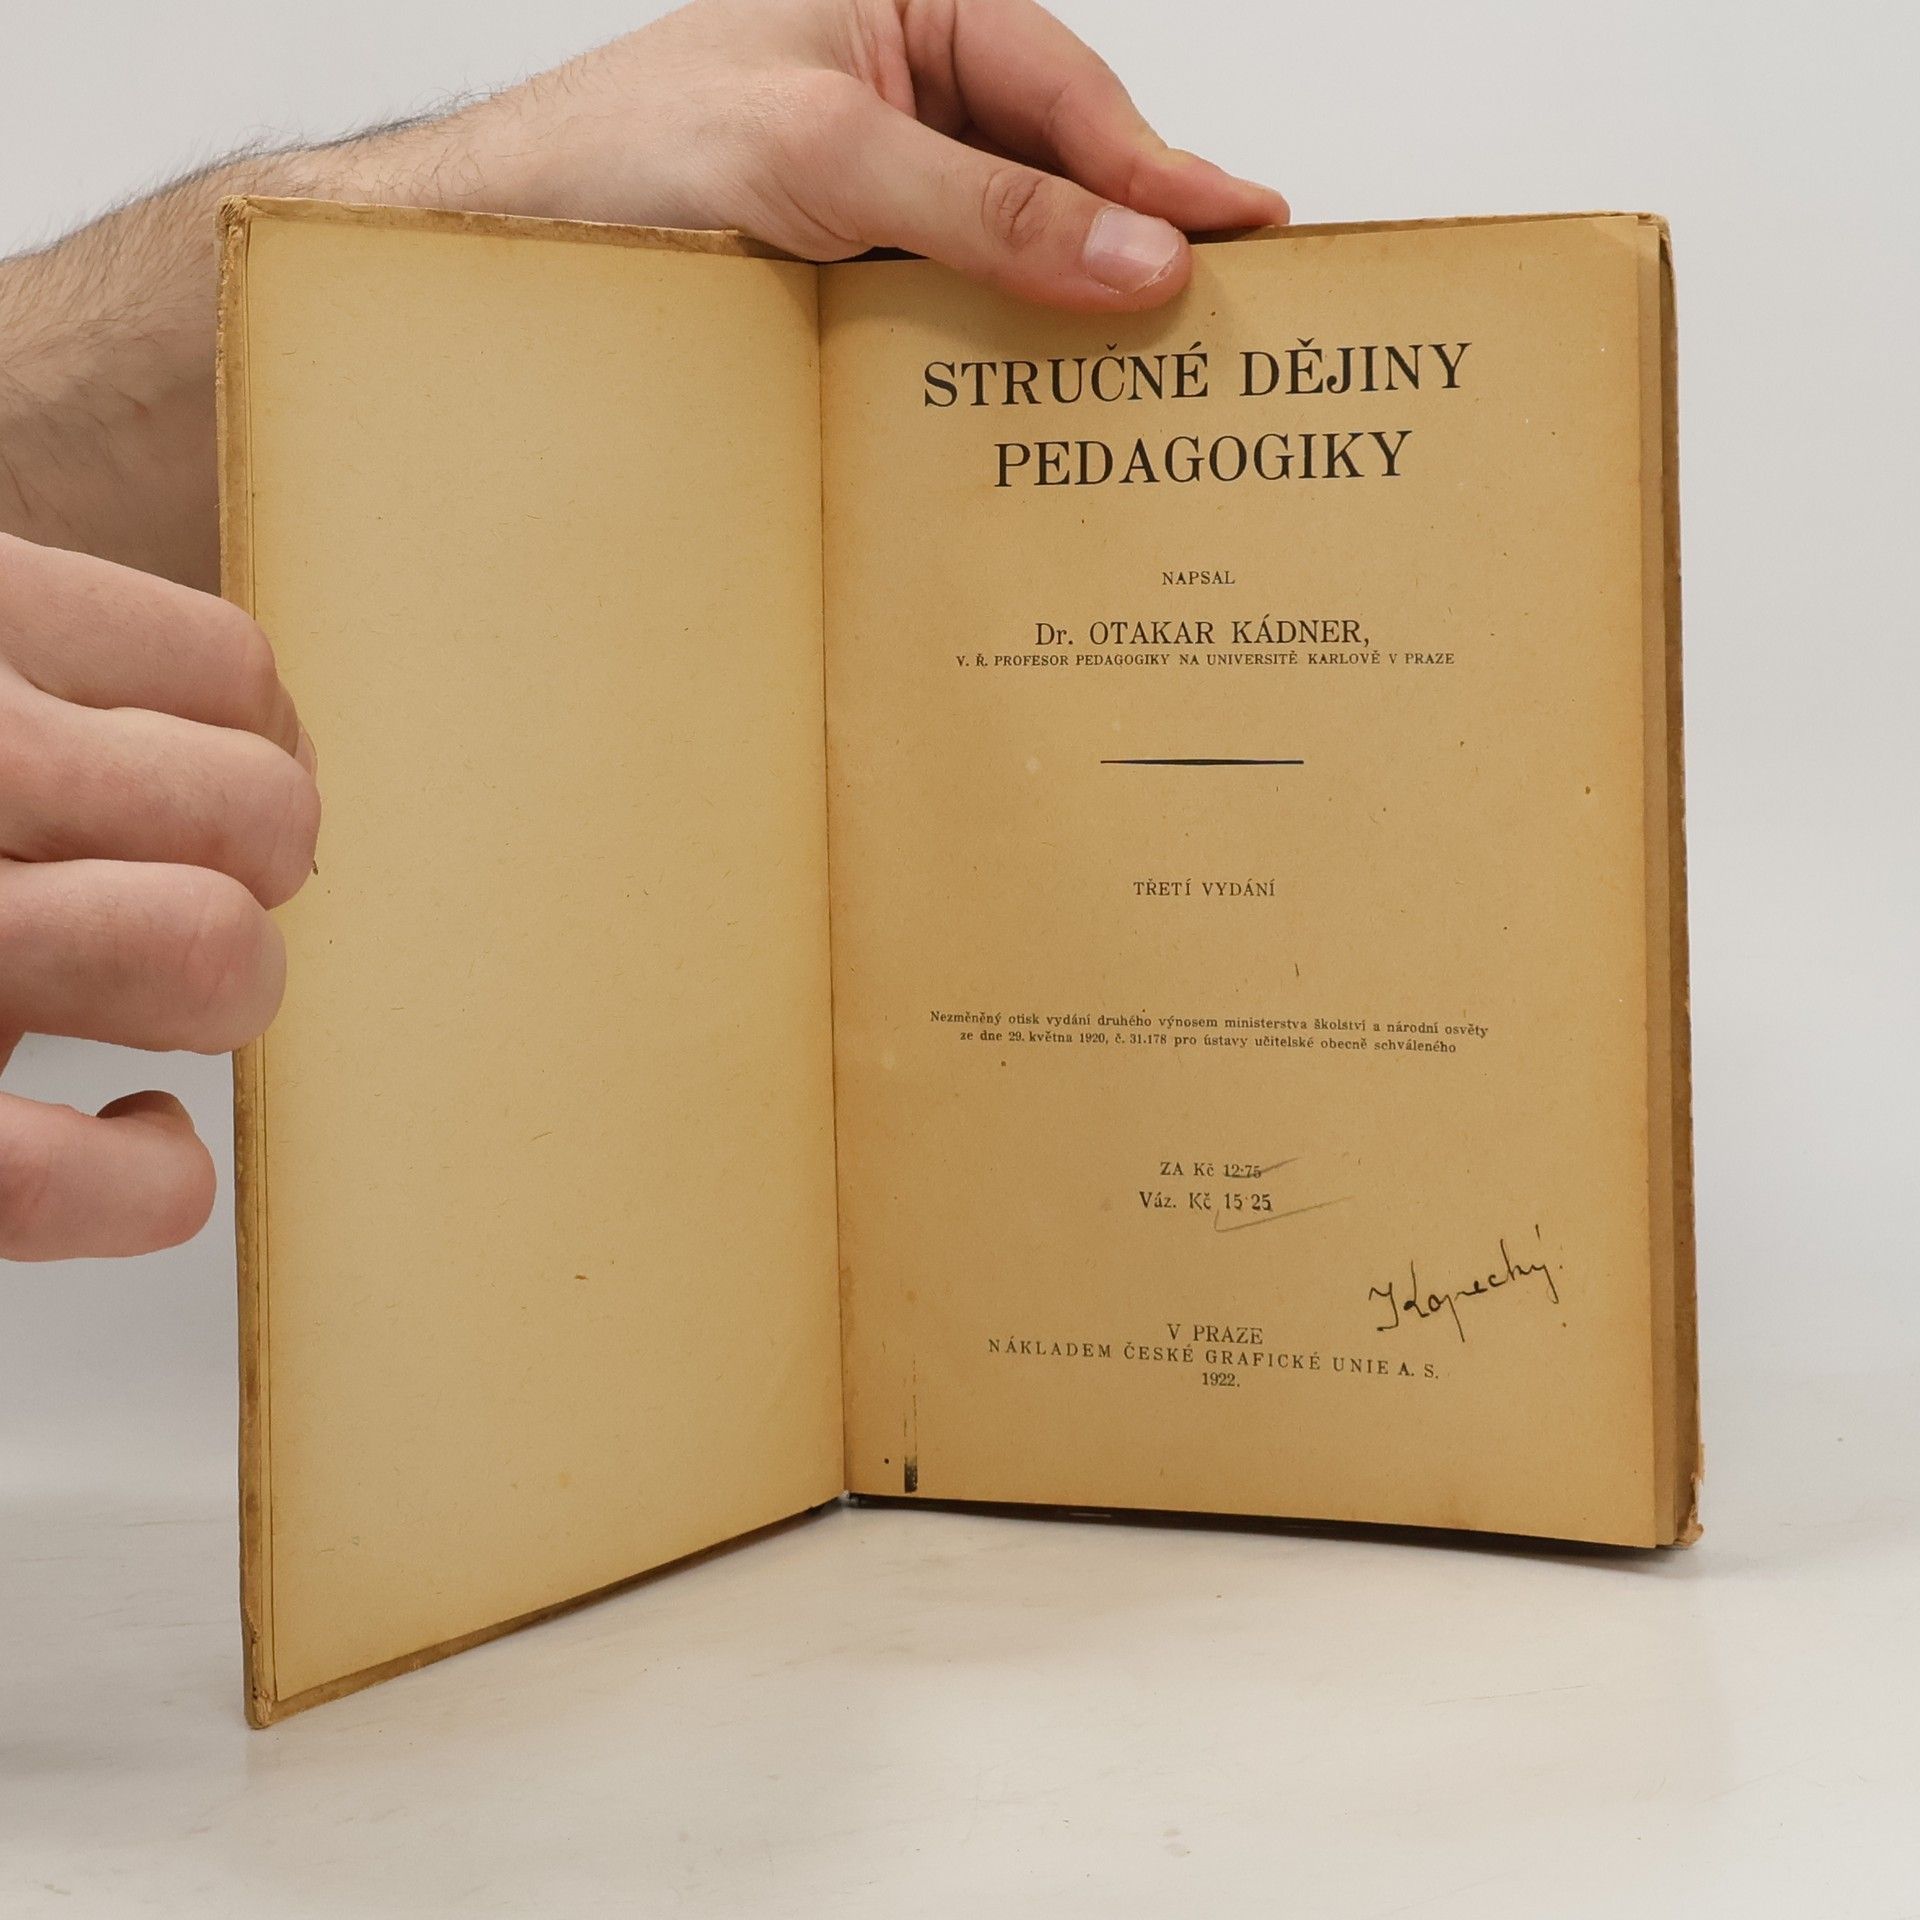 STRUČNÉ DĚJINY
PEDAGOGIKY
NAPSAL
Dr. OTAKAR KÁDNER,
V. Ř. PROFESOR PEDAGOGIKY NA UNIVERSITĚ KARLOVĚ V PRAZE
TŘETÍ VYDÁNÍ
Nezměněný otisk vydání druhého výnosem ministerstva školství a národní osvěty
ze dne 29. května 1920, č. 31.178 pro ústavy učitelské obecně schváleného
ZA Kč 12·75
Váz. Kč 15·25
Kopecký.
V PRAZE
NÁKLADEM ČESKÉ GRAFICKÉ UNIE A. S.
1922.